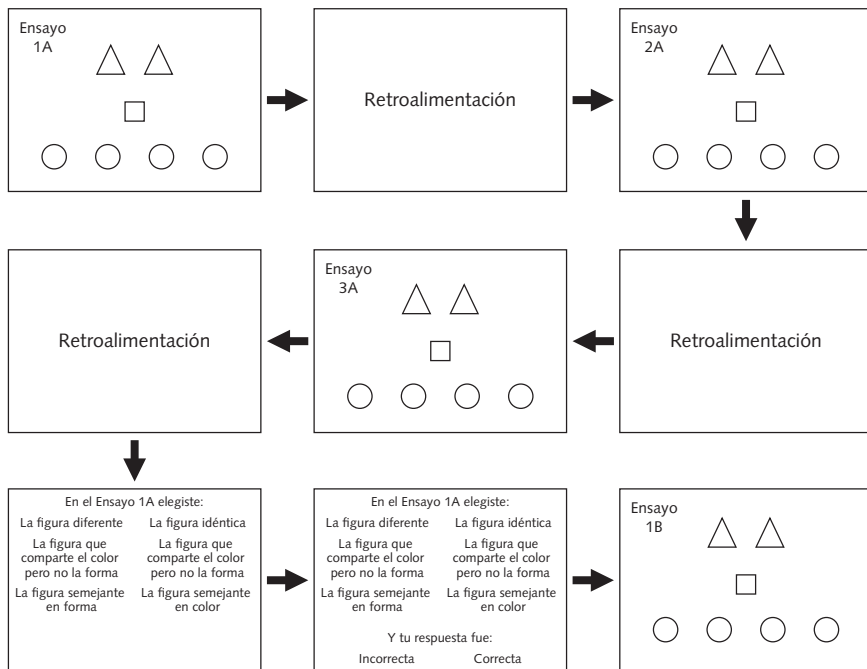 Ensayo
1A
Retroalimentación
Ensayo
2A
Retroalimentación
Ensayo
3A
Retroalimentación
En el Ensayo 1A elegiste:
La figura diferente La figura idéntica
La figura que La figura que
comparte el color comparte el color
pero no la forma pero no la forma
La figura semejante La figura semejante
en forma en color
En el Ensayo 1A elegiste:
La figura diferente La figura idéntica
La figura que La figura que
comparte el color comparte el color
pero no la forma pero no la forma
La figura semejante La figura semejante
en forma en color
Y tu respuesta fue:
Incorrecta Correcta
Ensayo
1B